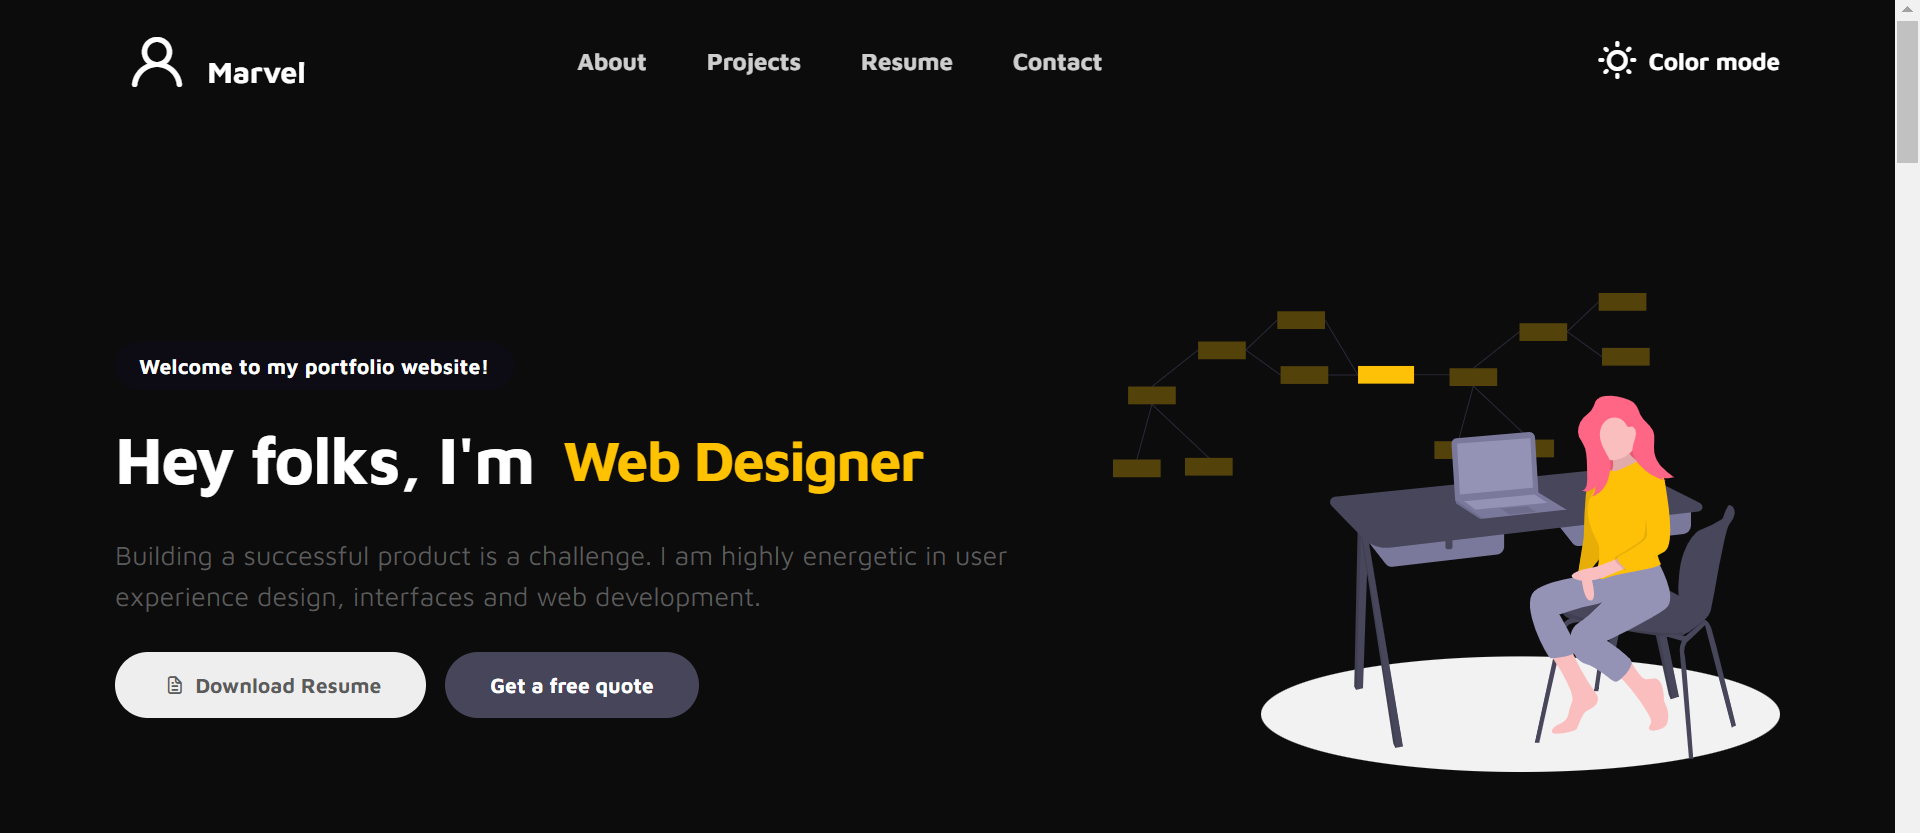 Marvel
About Projects Resume Contact
Color mode
Welcome to my portfolio website!
Hey folks, I'm Web Designer
Building a successful product is a challenge. I am highly energetic in user
experience design, interfaces and web development.
Download Resume
Get a free quote